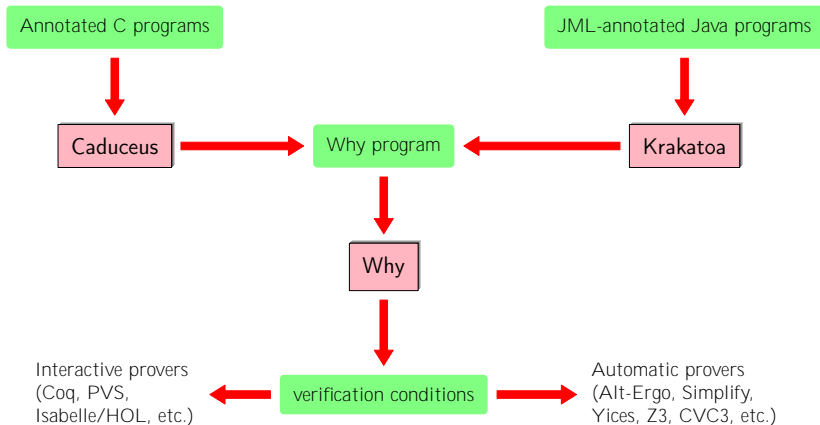 Annotated C programs
JML-annotated Java programs
Caduceus
Why program
Krakatoa
Why
Interactive provers
(Coq, PVS,
Isabelle/HOL, etc.)
verification conditions
Automatic provers
(Alt-Ergo, Simplify,
Yices, Z3, CVC3, etc.)